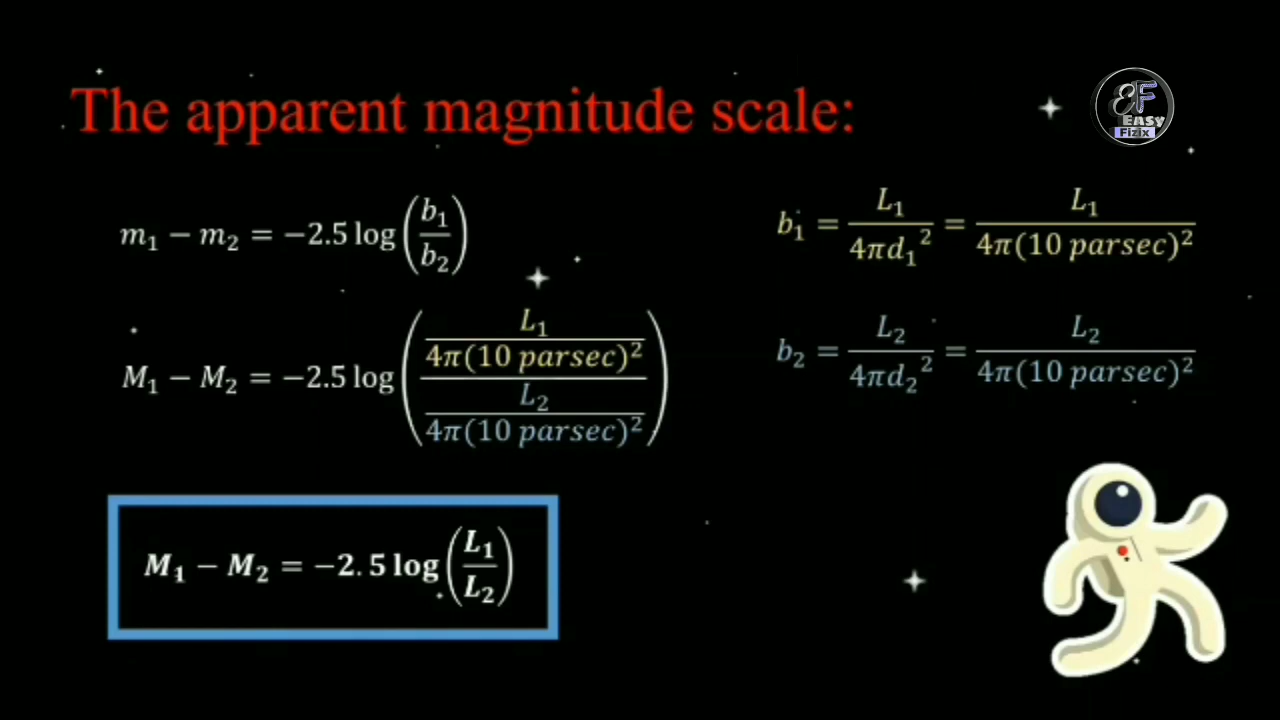 The apparent magnitude scale:
EF
Easy
Fizix
m₁ − m₂ = −2.5 log(b₁/b₂)
b₁ = L₁/4πd₁² = L₁/4π(10 parsec)²
M₁ − M₂ = −2.5 log((L₁/4π(10 parsec)²)/(L₂/4π(10 parsec)²))
b₂ = L₂/4πd₂² = L₂/4π(10 parsec)²
M₁ − M₂ = −2.5 log(L₁/L₂)